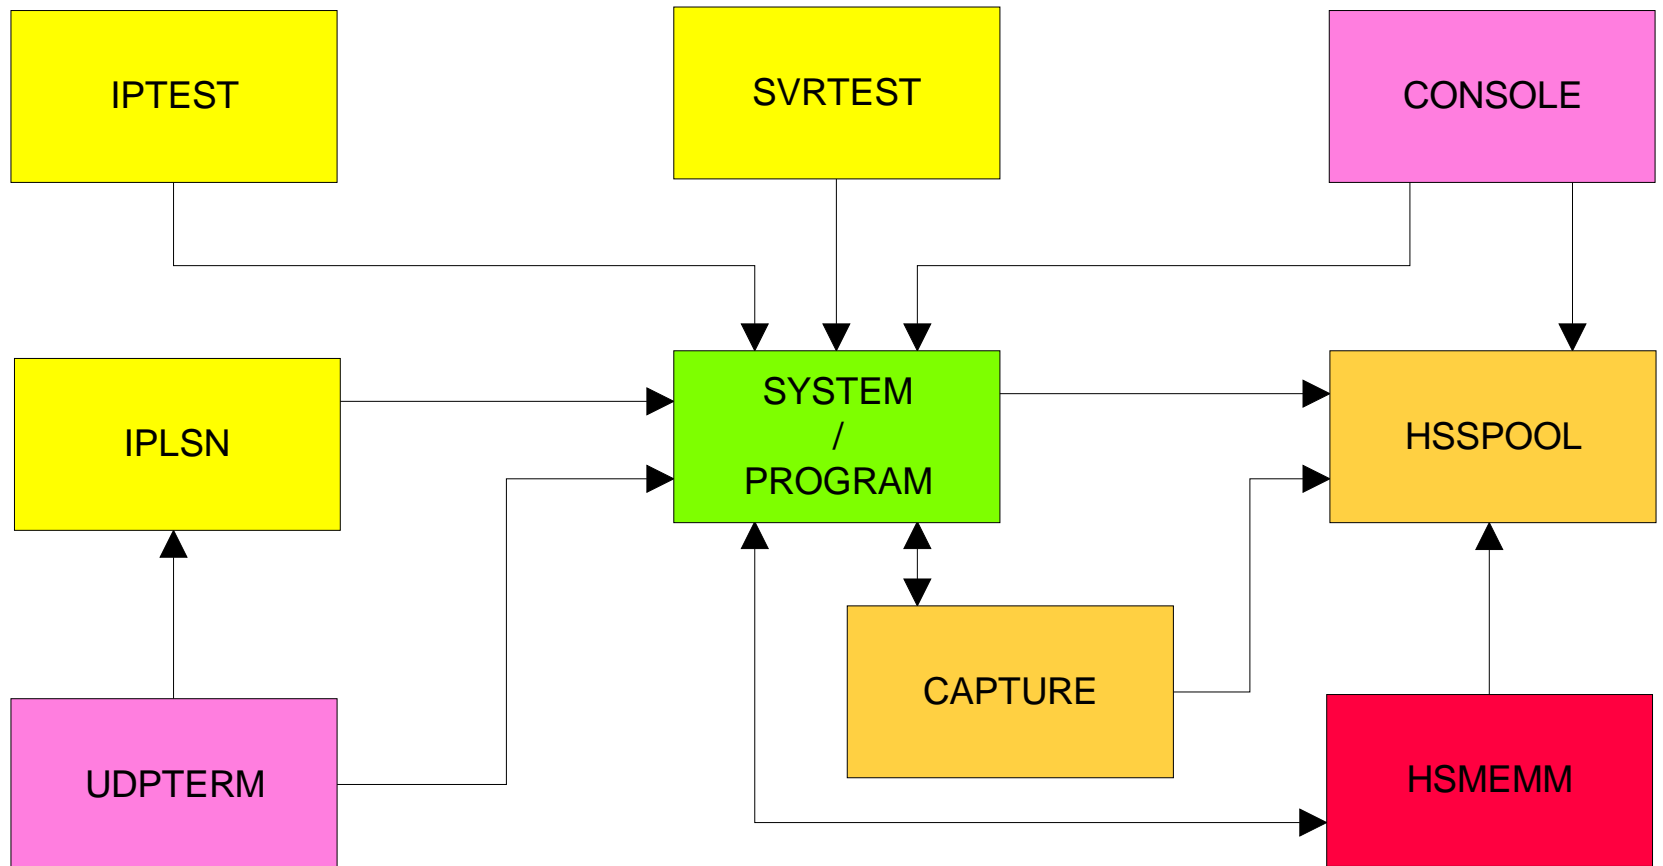 IPTEST
SVRTEST
CONSOLE
IPLSN
SYSTEM
/
PROGRAM
HSSPOOL
UDPTERM
CAPTURE
HSMEMM